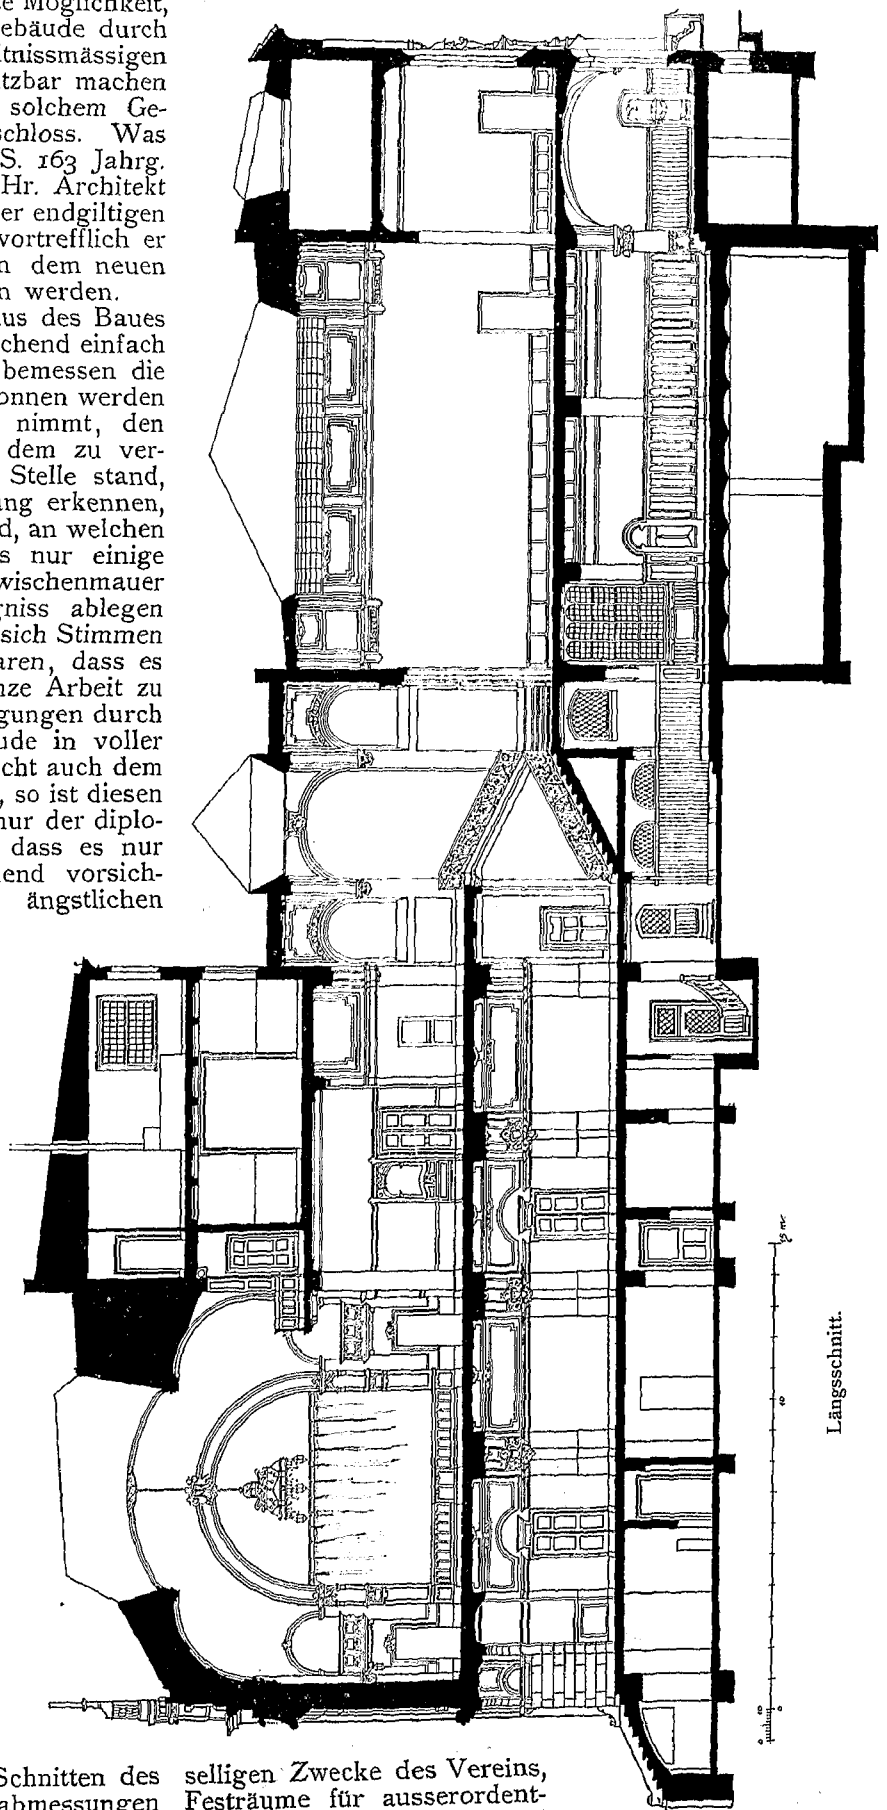 e Möglichkeit,
ebäude durch
tnissmässigen
tzbar machen
solchem Ge-
schloss. Was
S. 163 Jahrg.
Hr. Architekt
er endgiltigen
vortrefflich er
n dem neuen
n werden.
us des Baues
chend einfach
bemessen die
onnen werden
nimmt, den
dem zu ver-
Stelle stand,
ung erkennen,
d, an welchen
s nur einige
wischenmauer
gniss ablegen
sich Stimmen
aren, dass es
nze Arbeit zu
gungen durch
ude in voller
cht auch dem
, so ist diesen
nur der diplo-
dass es nur
end vorsich-
ängstlichen
Längsschnitt.
10
0
10
Schnitten des
abmessungen
selligen Zwecke des Vereins,
Festräume für ausserordent-